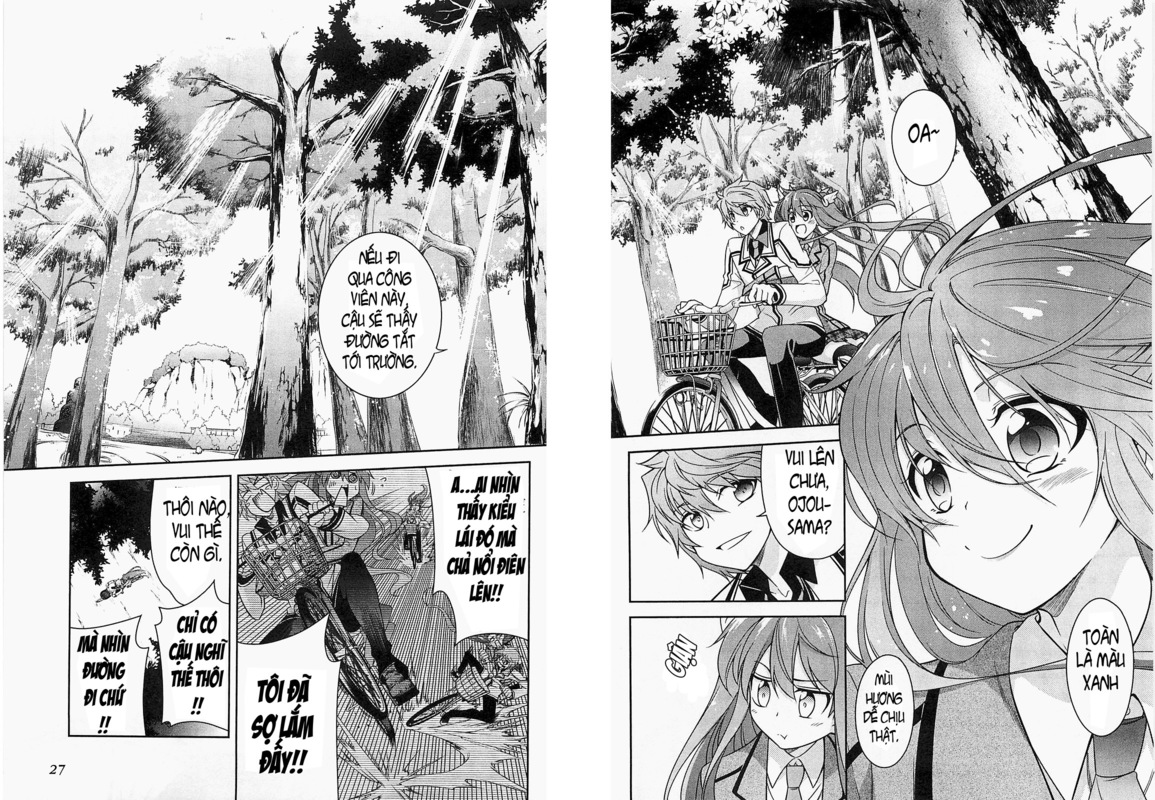 OA~
TOÀN
LÀ MÀU
XANH
MÙI
HƯƠNG
DỄ CHỊU
THẬT.
VUI LÊN
CHƯA,
OJOU-
SAMA?
GIẬN
NẾU ĐI
QUA CÔNG
VIÊN NÀY,
CẬU SẼ THẤY
ĐƯỜNG TẮT
TỚI TRƯỜNG.
A...AI NHÌN
THẤY KIỂU
LÁI ĐÓ MÀ
CHẢ NỔI ĐIÊN
LÊN!!
TÔI ĐÃ
SỢ LẮM
ĐẤY!!
THÔI NÀO,
VUI THẾ
CÒN GÌ.
CHỈ CÓ
CẬU NGHĨ
THẾ THÔI
!!
MÀ NHÌN
ĐƯỜNG
ĐI CHỨ
!!
27